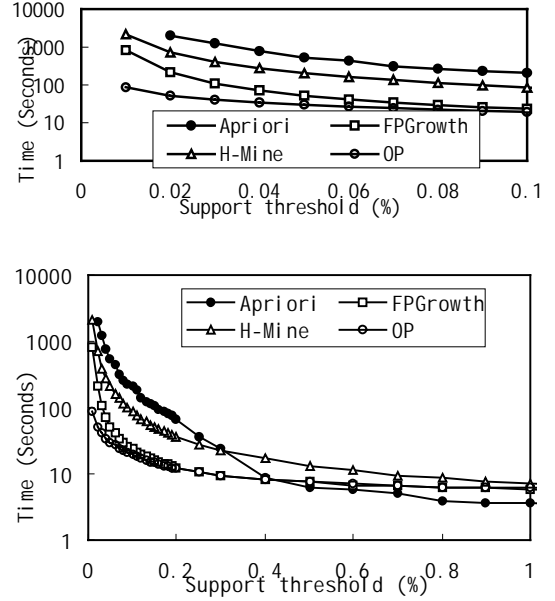 10000
1000
100
10
1
Time (Seconds)
Apriori FPGrowth
H-Mine OP
0 0.02 0.04 0.06 0.08 0.1
Support threshold (%)
10000
1000
100
10
1
Time (Seconds)
Apriori FPGrowth
H-Mine OP
0 0.2 0.4 0.6 0.8 1
Support threshold (%)